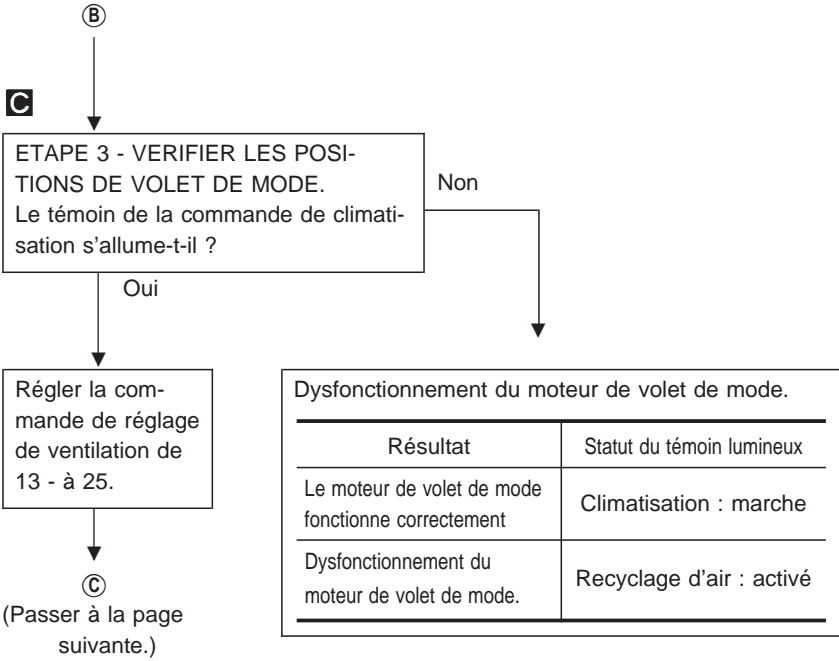 Ⓑ
C
ETAPE 3 - VERIFIER LES POSI-
TIONS DE VOLET DE MODE.
Le témoin de la commande de climati-
sation s'allume-t-il ?
Non
Oui
Régler la com-
mande de réglage
de ventilation de
13 - à 25.
Ⓒ
(Passer à la page
suivante.)
Dysfonctionnement du moteur de volet de mode.
Résultat
Statut du témoin lumineux
Le moteur de volet de mode
fonctionne correctement
Climatisation : marche
Dysfonctionnement du
moteur de volet de mode.
Recyclage d'air : activé